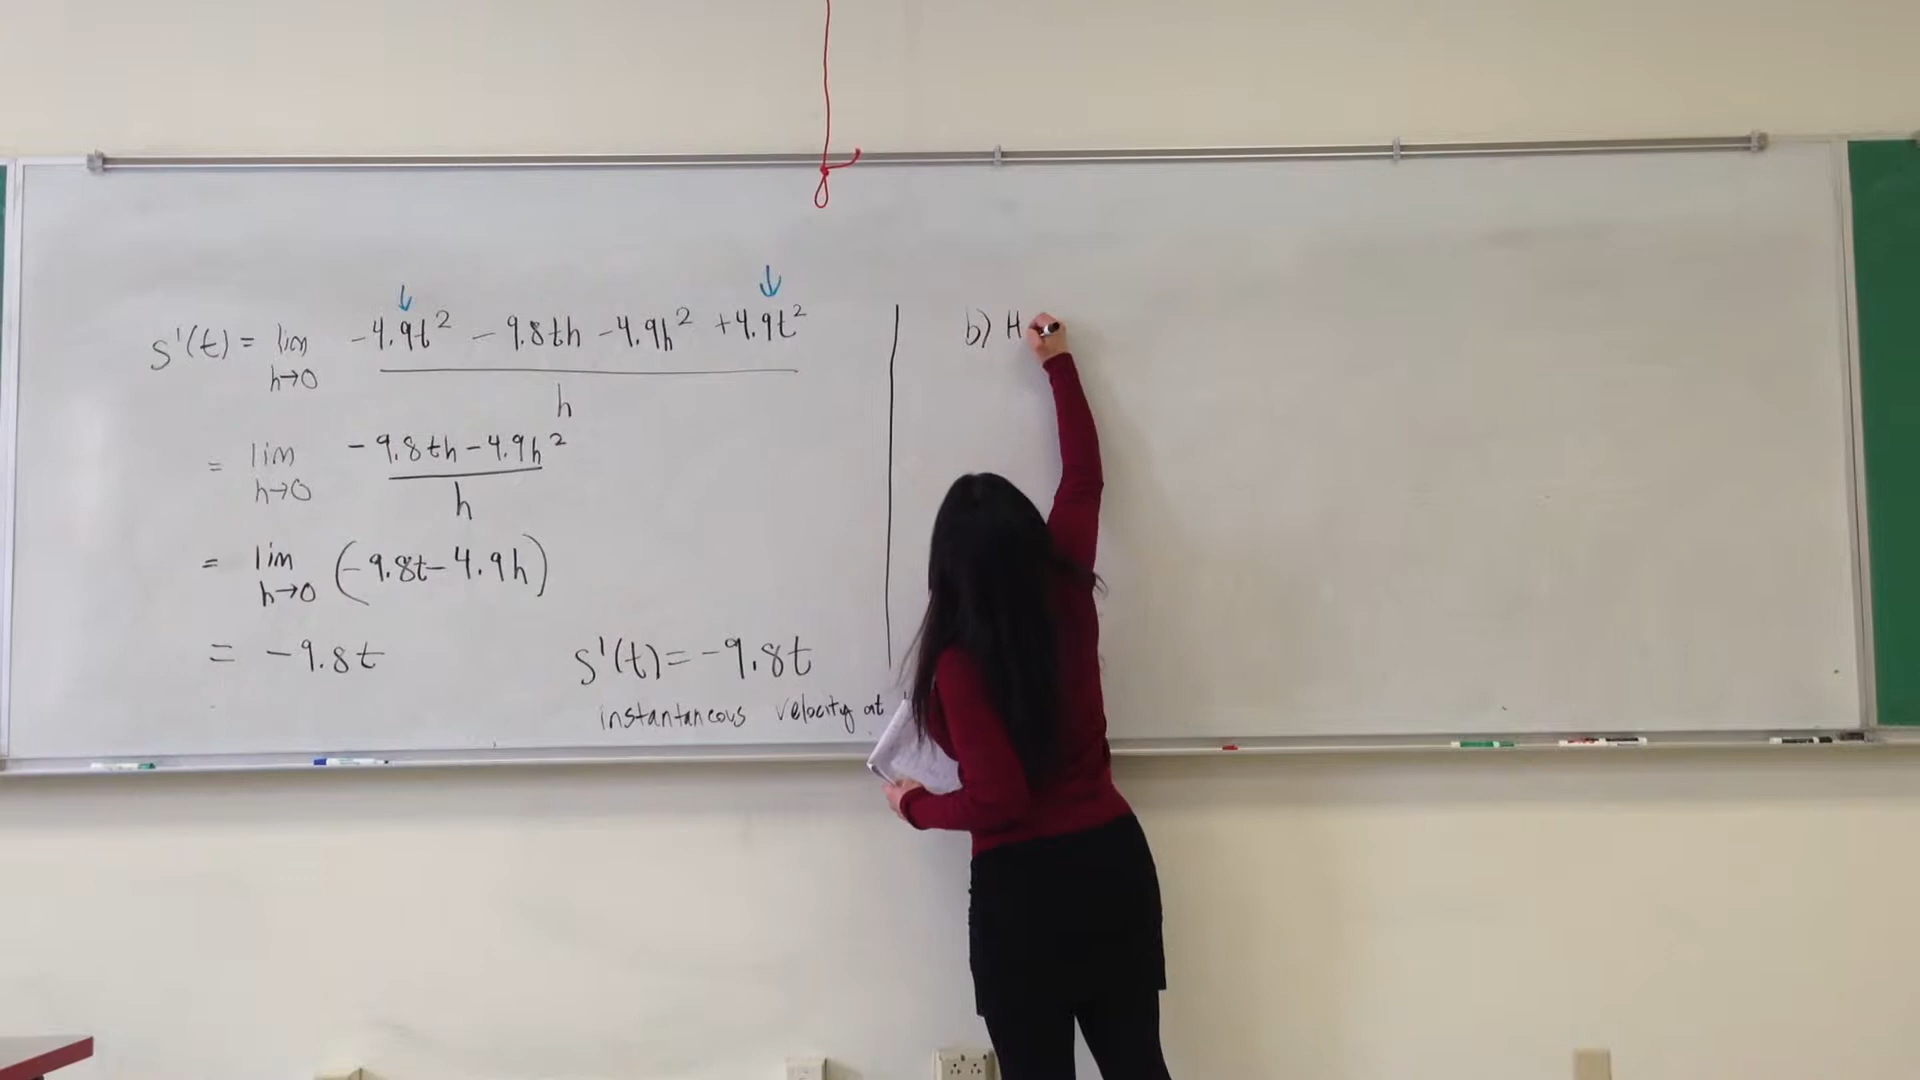 s'(t) = lim h→0 (-4.9t² - 9.8th - 4.9h² + 4.9t²) / h
= lim h→0 (-9.8th - 4.9h²) / h
= lim h→0 (-9.8t - 4.9h)
= -9.8t
s'(t) = -9.8t
instantaneous velocity at
b) H